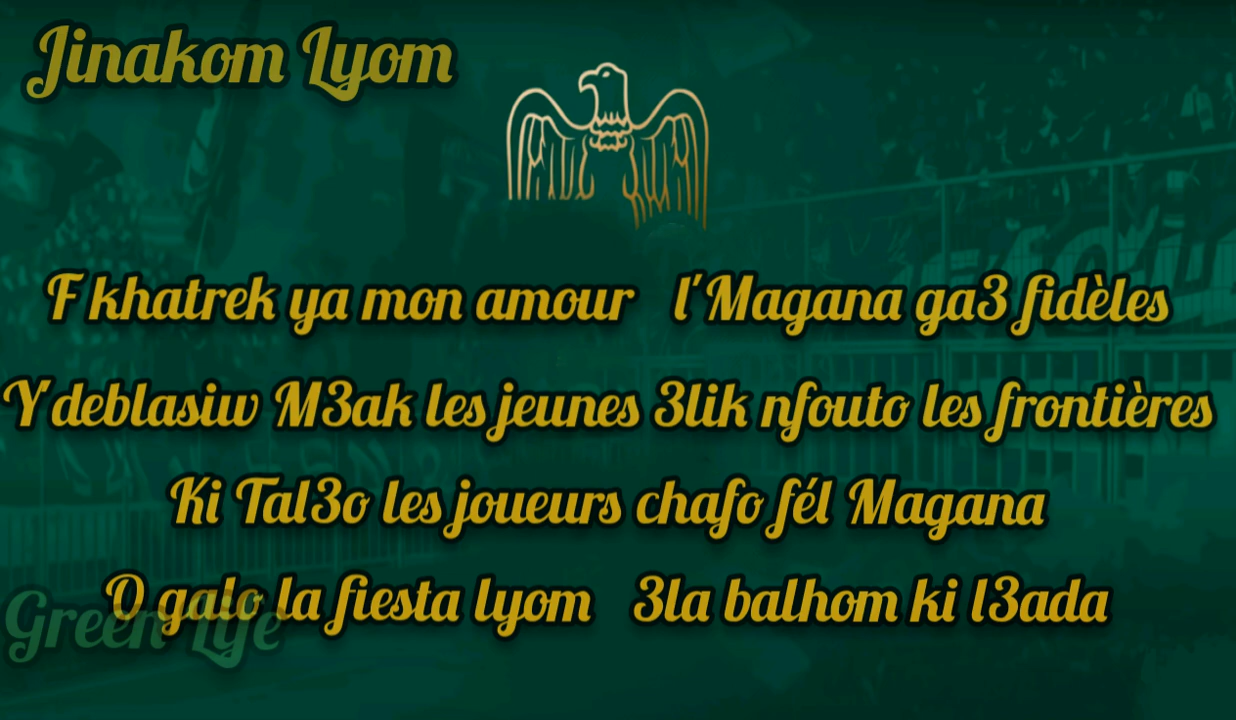 Jinakom Lyom
F khatrek ya mon amour l'Magana ga3 fidèles
Y'deblasiw M3ak les jeunes 3lik nfouto les frontières
Ki Tal3o les joueurs chafo fél Magana
O galo la fiesta lyom 3la balhom ki l3ada
Green Life